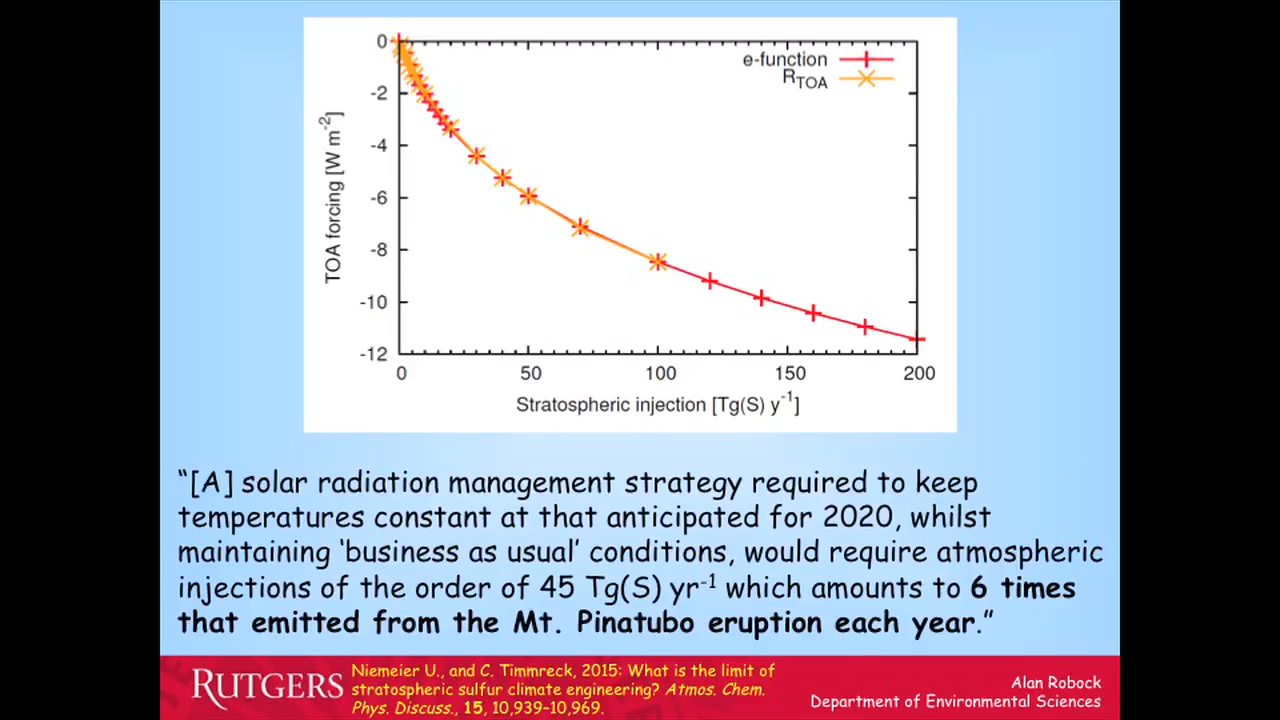 0
-2
-4
-6
-8
-10
-12
TOA forcing [W m-2]
e-function
RTOA
0 50 100 150 200
Stratospheric injection [Tg(S) y-1]
“[A] solar radiation management strategy required to keep
temperatures constant at that anticipated for 2020, whilst
maintaining ‘business as usual’ conditions, would require atmospheric
injections of the order of 45 Tg(S) yr-1 which amounts to 6 times
that emitted from the Mt. Pinatubo eruption each year.”
RUTGERS
Niemeier U., and C. Timmreck, 2015: What is the limit of
stratospheric sulfur climate engineering? Atmos. Chem.
Phys. Discuss., 15, 10,939–10,969.
Alan Robock
Department of Environmental Sciences